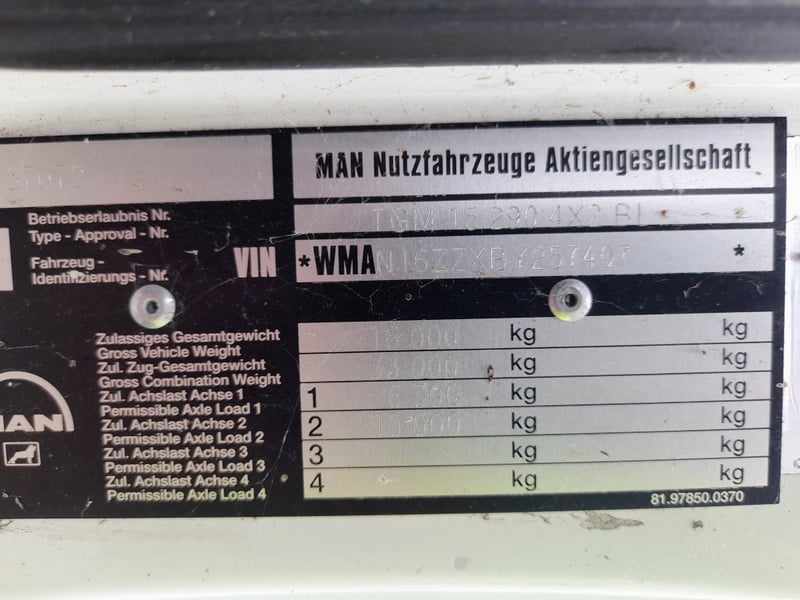 MAN Nutzfahrzeuge Aktiengesellschaft
Betriebserlaubnis Nr.
Type - Approval - Nr.
TGM 15 290 4X2 BL
Fahrzeug -
Identifizierungs - Nr.
VIN
*WMAN16ZZXBY257407 *
Zulassiges Gesamtgewicht
Gross Vehicle Weight
kg kg
Zul. Zug-Gesamtgewicht
Gross Combination Weight
kg kg
Zul. Achslast Achse 1
Permissible Axle Load 1
1 kg kg
Zul. Achslast Achse 2
Permissible Axle Load 2
2 10 000 kg kg
Zul. Achslast Achse 3
Permissible Axle Load 3
3 kg kg
Zul. Achslast Achse 4
Permissible Axle Load 4
4 kg kg
MAN
81.97850.0370